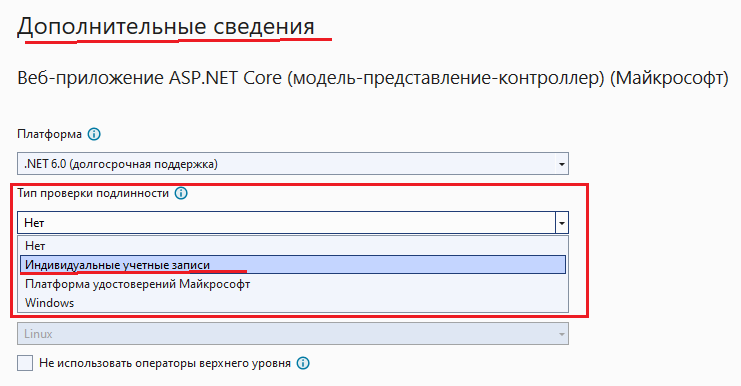 Дополнительные сведения
Веб-приложение ASP.NET Core (модель-представление-контроллер) (Майкрософт)
Платформа
.NET 6.0 (долгосрочная поддержка)
Тип проверки подлинности
Нет
Нет
Индивидуальные учетные записи
Платформа удостоверений Майкрософт
Windows
Linux
Не использовать операторы верхнего уровня